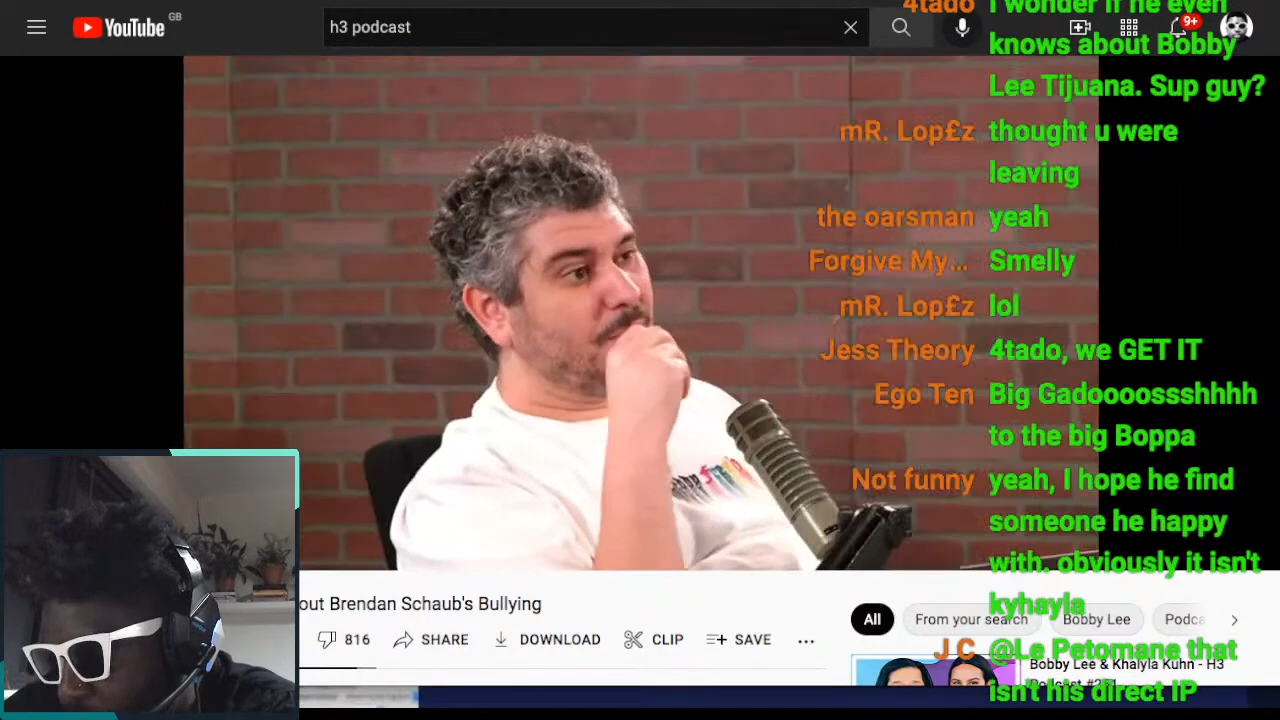 YouTube GB
h3 podcast
9+
4tado I wonder if he even
knows about Bobby
Lee Tijuana. Sup guy?
mR. Lop£z thought u were
leaving
the oarsman yeah
Forgive My... Smelly
mR. Lop£z lol
Jess Theory 4tado, we GET IT
Ego Ten Big Gadoooossshhhh
to the big Boppa
Not funny yeah, I hope he find
someone he happy
with. obviously it isn't
kyhayla
J C @Le Petomane that
isn't his direct IP
out Brendan Schaub's Bullying
816 SHARE DOWNLOAD CLIP SAVE ...
All From your search Bobby Lee Podca
Bobby Lee & Khalyla Kuhn - H3